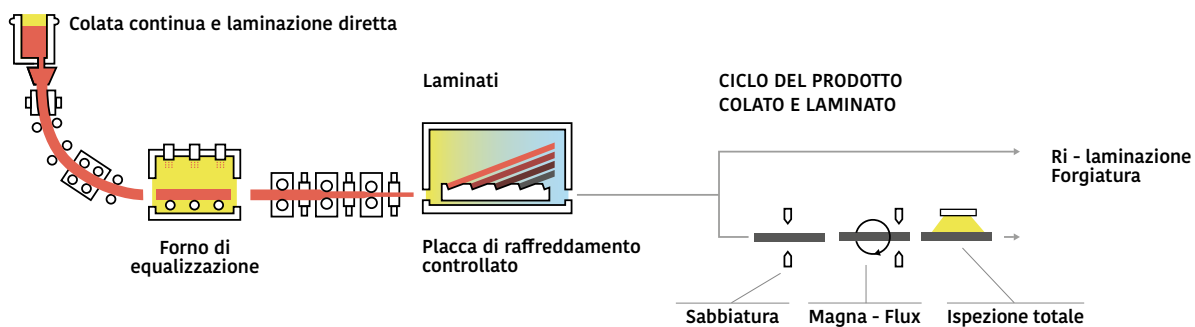 Colata continua e laminazione diretta
Laminati
CICLO DEL PRODOTTO
COLATO E LAMINATO
Ri - laminazione
Forgiatura
Forno di
equalizzazione
Placca di raffreddamento
controllato
Sabbiatura
Magna - Flux
Ispezione totale